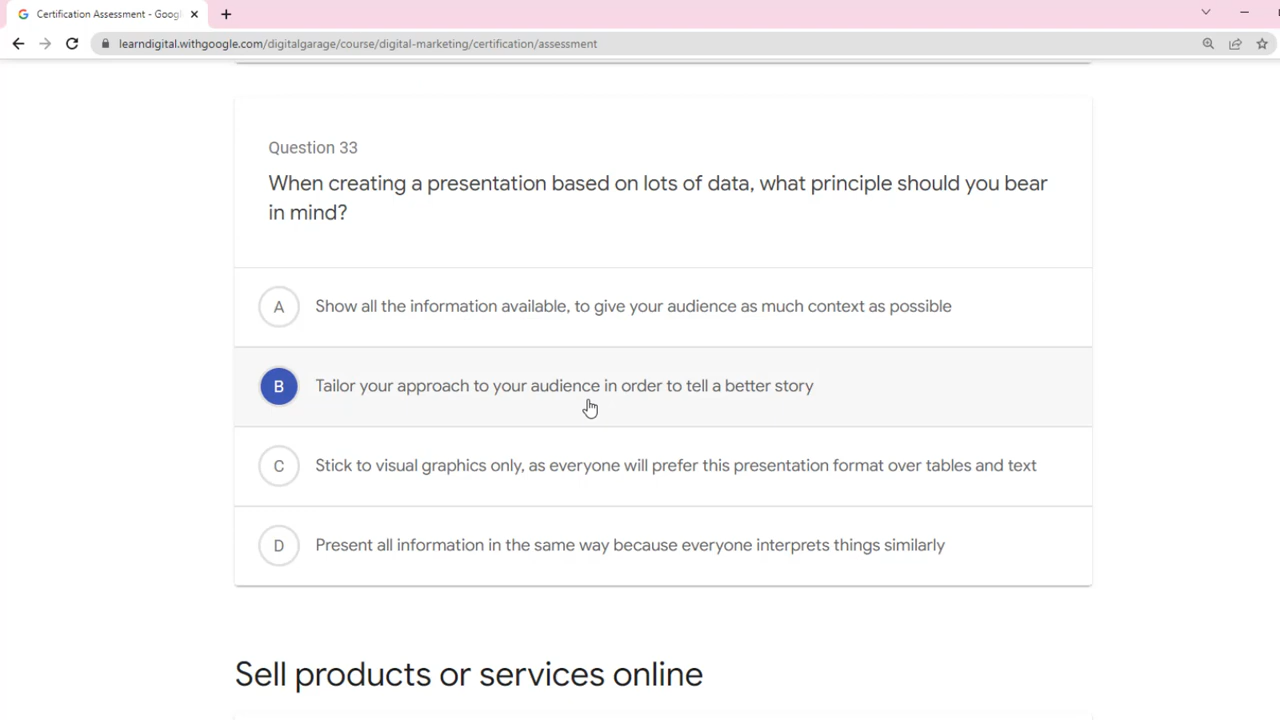 Certification Assessment - Goog
learndigital.withgoogle.com/digitalgarage/course/digital-marketing/certification/assessment
Question 33
When creating a presentation based on lots of data, what principle should you bear
in mind?
A Show all the information available, to give your audience as much context as possible
B Tailor your approach to your audience in order to tell a better story
C Stick to visual graphics only, as everyone will prefer this presentation format over tables and text
D Present all information in the same way because everyone interprets things similarly
Sell products or services online